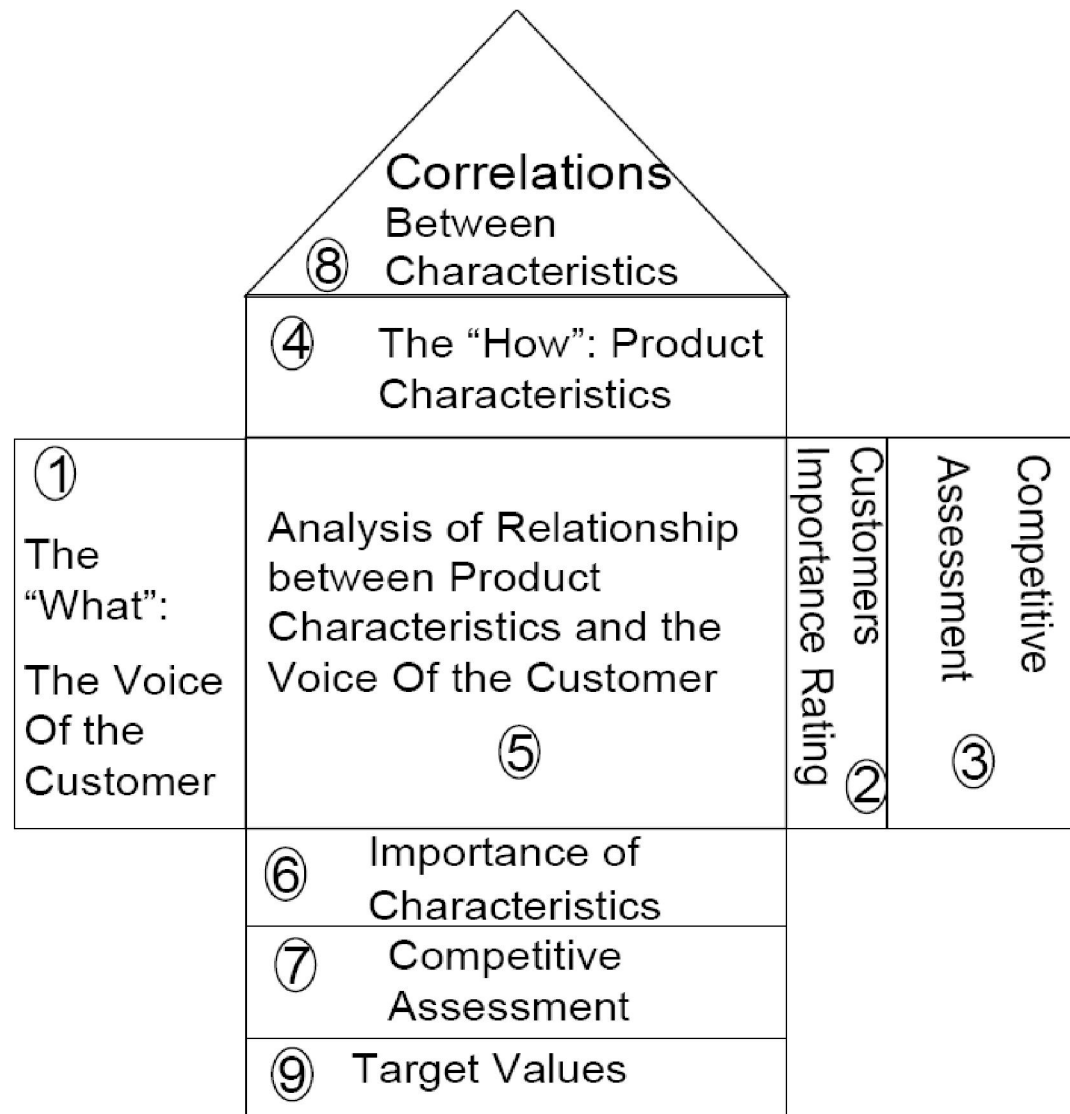 Correlations
Between
⑧ Characteristics
④ The “How”: Product
Characteristics
①
The
“What”:
The Voice
Of the
Customer
Analysis of Relationship
between Product
Characteristics and the
Voice Of the Customer
⑤
Customers
Importance Rating
②
Competitive
Assessment
③
⑥ Importance of
Characteristics
⑦ Competitive
Assessment
⑨ Target Values